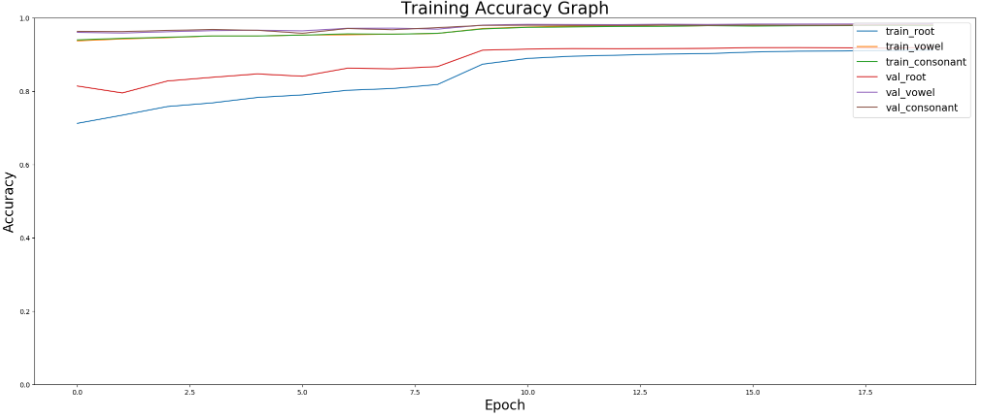 Training Accuracy Graph
1.0
0.8
0.6
0.4
0.2
0.0
Accuracy
train_root
train_vowel
train_consonant
val_root
val_vowel
val_consonant
0.0 2.5 5.0 7.5 10.0 12.5 15.0 17.5
Epoch